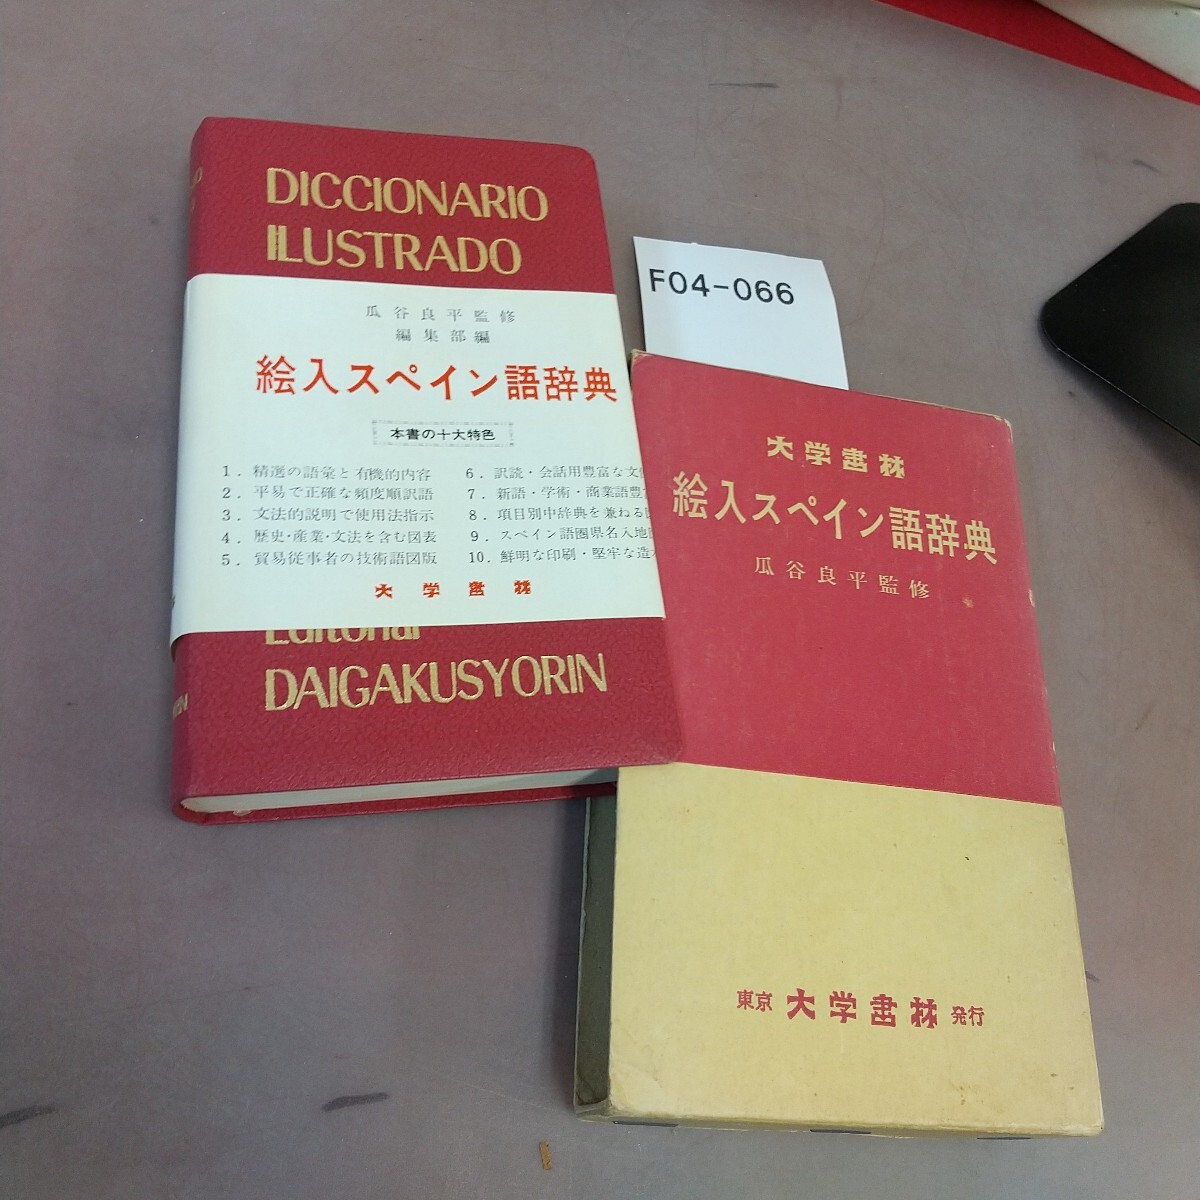 DICCIONARIO
ILUSTRADO
瓜谷良平監修
編集部編
絵入スペイン語辞典
本書の十大特色
1. 精選の語彙と有機的内容
2. 平易で正確な頻度順訳語
3. 文法的説明で使用法指示
4. 歴史・産業・文法を含む図表
5. 貿易従事者の技術語図版
6. 訳読・会話用豊富な文
7. 新語・学術・商業語豊
8. 項目別中辞典を兼ねる
9. スペイン語圏県名入地
10. 鮮明な印刷・堅牢な造
大学書林
Editorial
DAIGAKUSYORIN
F04-066
大学書林
絵入スペイン語辞典
瓜谷良平監修
東京 大学書林 発行